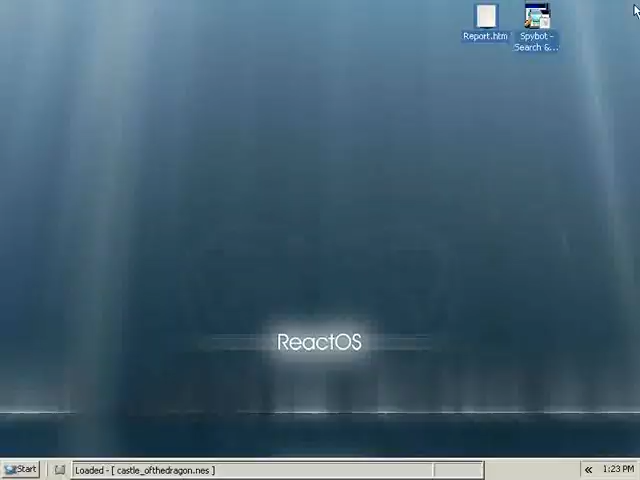 Report.htm
Spybot -
Search &...
ReactOS
Start
Loaded - [ castle_ofthedragon.nes ]
« 1:23 PM